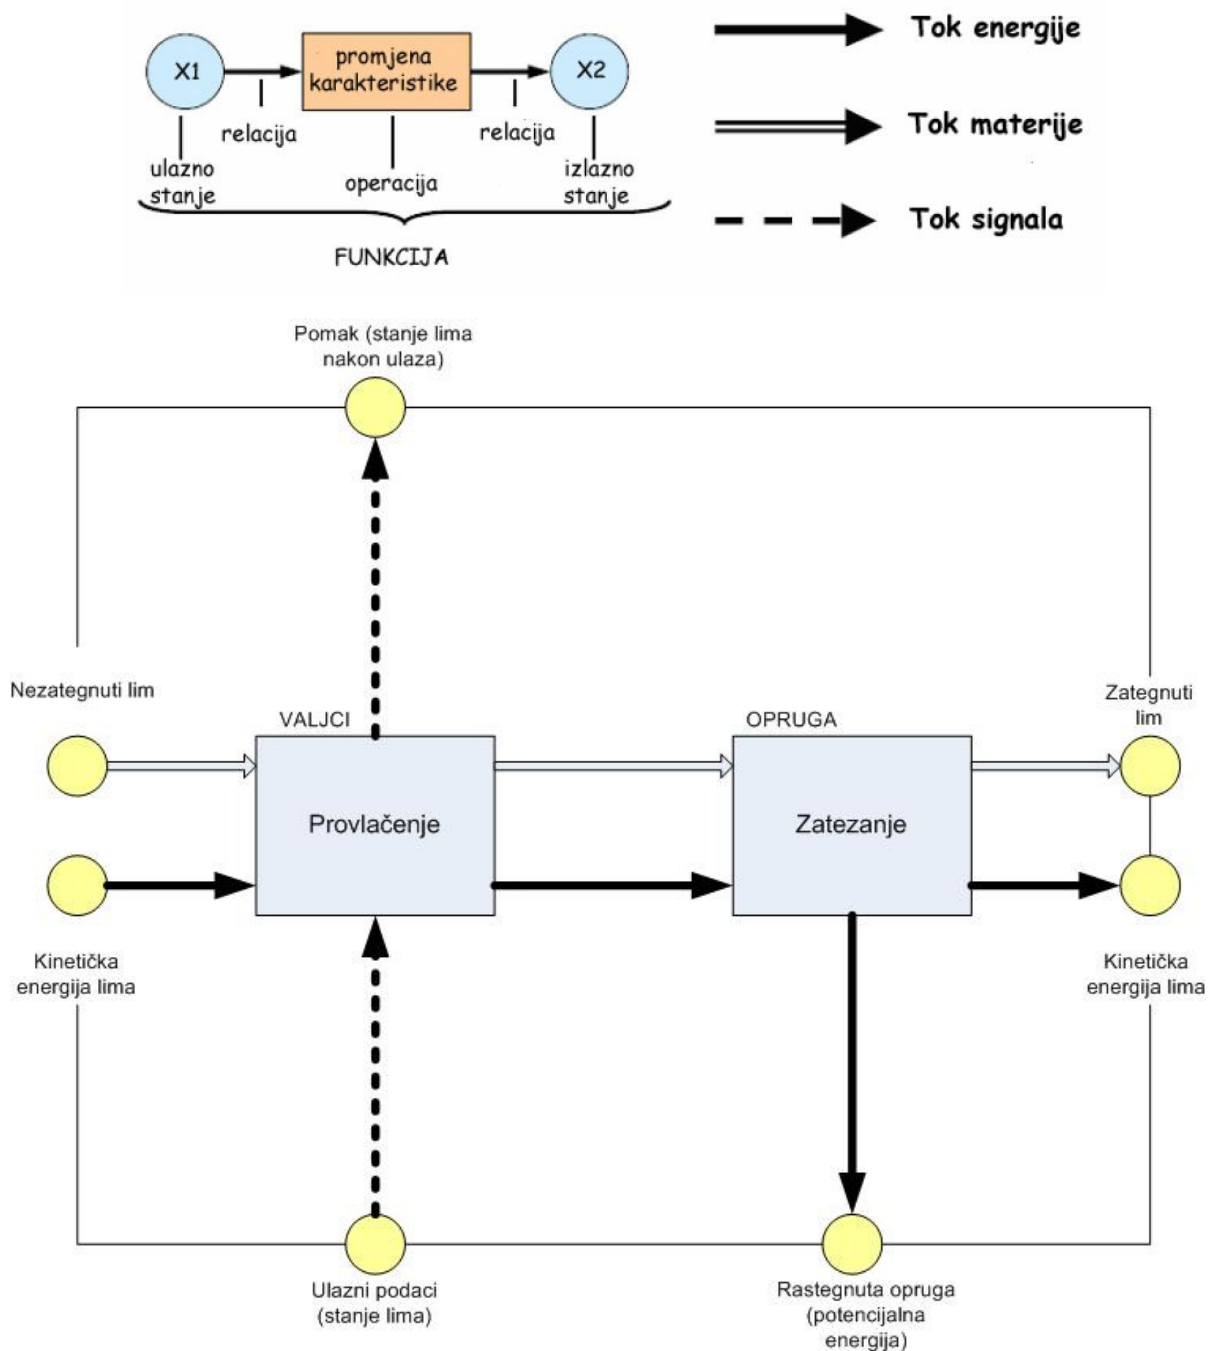 X1
promjena
karakteristike
X2
relacija
relacija
ulazno
stanje
operacija
izlazno
stanje
FUNKCIJA
Tok energije
Tok materije
Tok signala
Pomak (stanje lima
nakon ulaza)
Nezategnuti lim
VALJCI
Provlačenje
OPRUGA
Zatezanje
Zategnuti
lim
Kinetička
energija lima
Kinetička
energija lima
Ulazni podaci
(stanje lima)
Rastegnuta opruga
(potencijalna
energija)